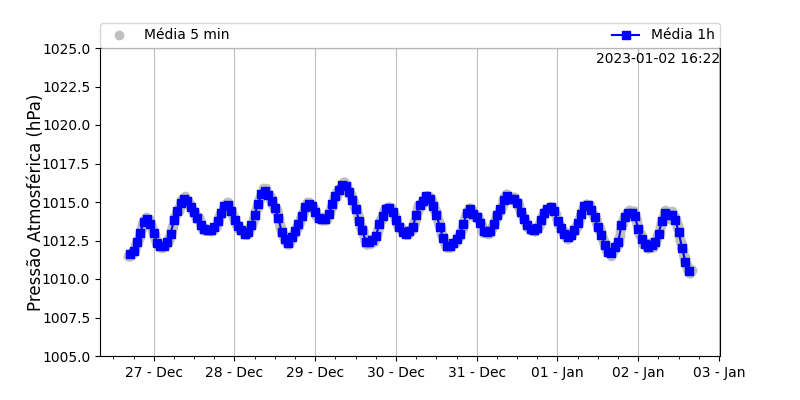 Média 5 min
Média 1h
2023-01-02 16:22
Pressão Atmosférica (hPa)
1025.0
1022.5
1020.0
1017.5
1015.0
1012.5
1010.0
1007.5
1005.0
27 - Dec
28 - Dec
29 - Dec
30 - Dec
31 - Dec
01 - Jan
02 - Jan
03 - Jan